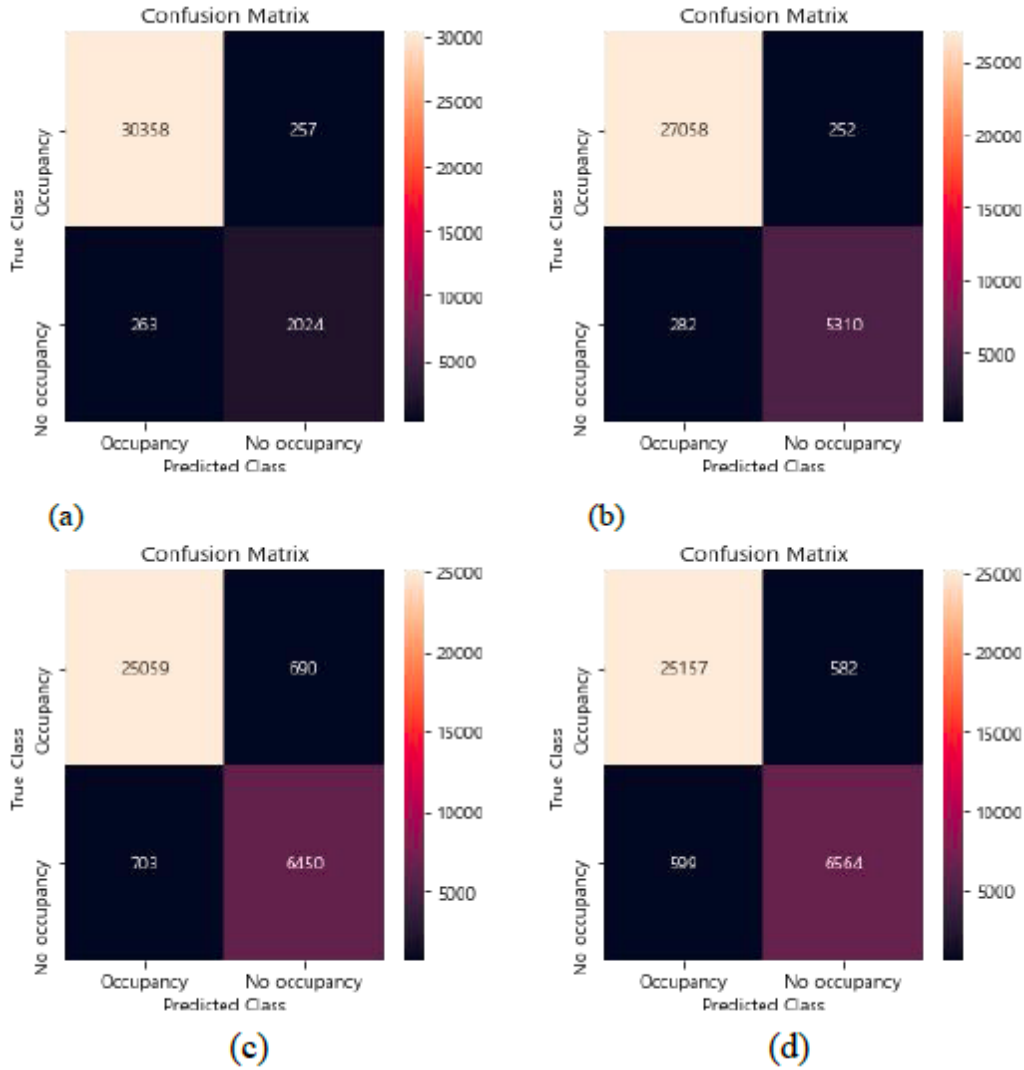 Confusion Matrix
Occupancy
No occupancy
True Class
30358
257
263
2024
Occupancy
No occupancy
Predicted Class
30000
25000
20000
15000
10000
5000
(a)
Confusion Matrix
Occupancy
No occupancy
True Class
27058
252
282
5310
Occupancy
No occupancy
Predicted Class
25000
20000
15000
10000
5000
(b)
Confusion Matrix
Occupancy
No occupancy
True Class
25059
690
703
6450
Occupancy
No occupancy
Predicted Class
25000
20000
15000
10000
5000
(c)
Confusion Matrix
Occupancy
No occupancy
True Class
25157
582
599
6564
Occupancy
No occupancy
Predicted Class
25000
20000
15000
10000
5000
(d)